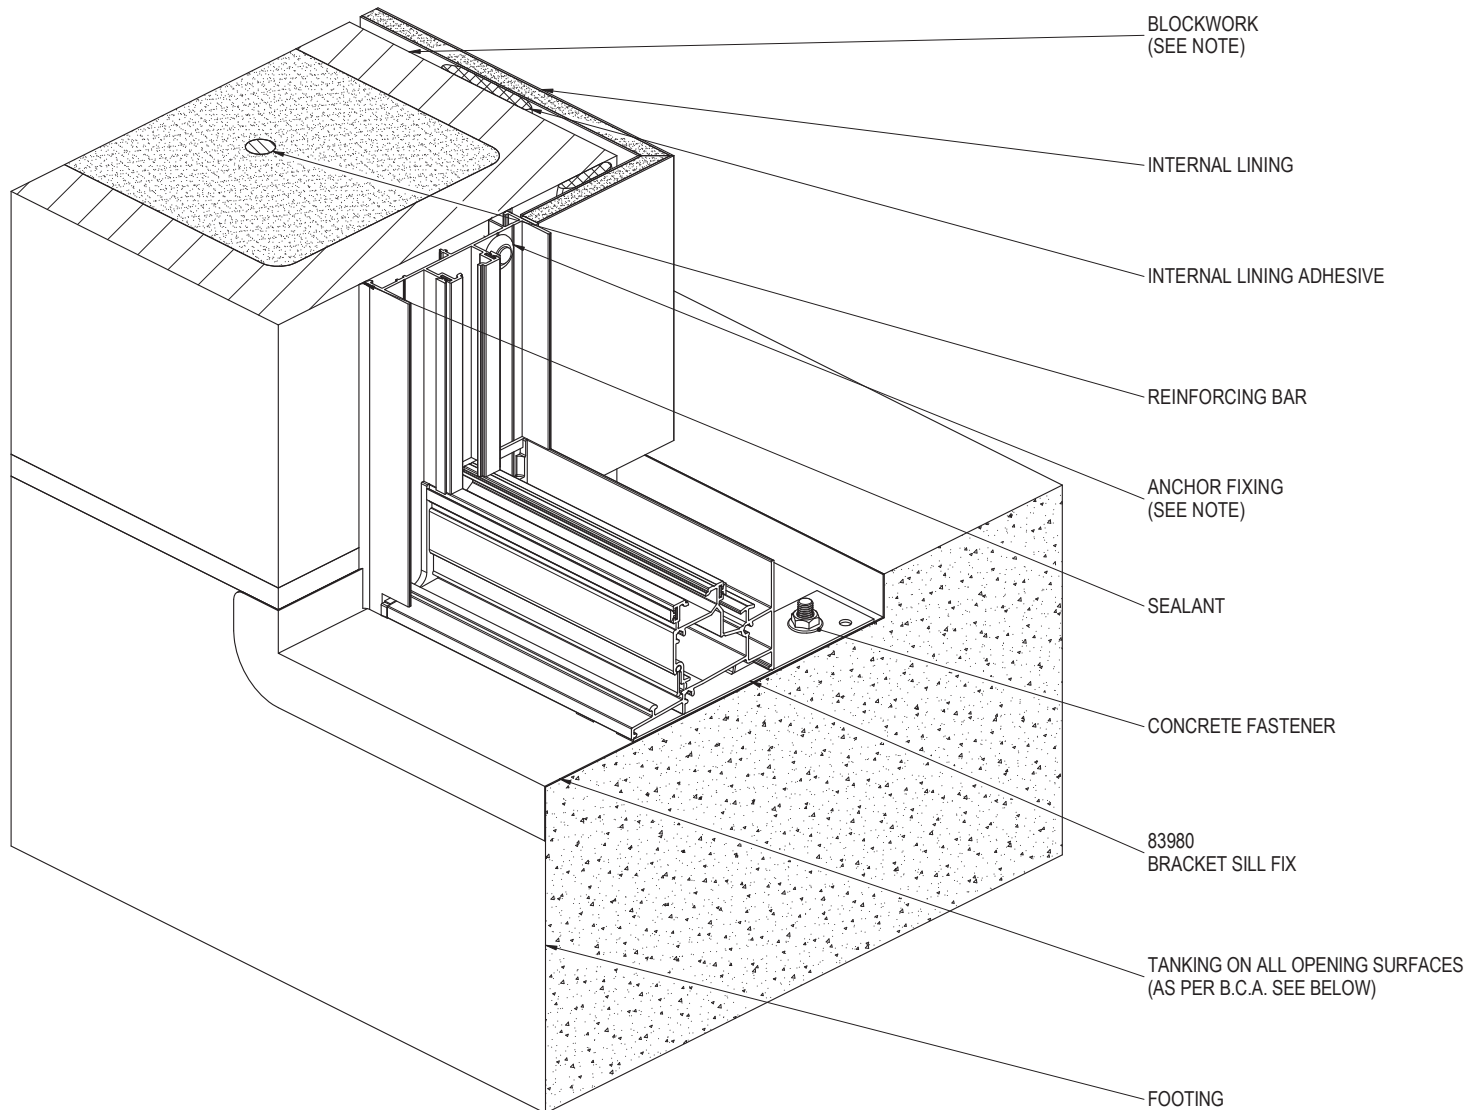 BLOCKWORK
(SEE NOTE)
INTERNAL LINING
INTERNAL LINING ADHESIVE
REINFORCING BAR
ANCHOR FIXING
(SEE NOTE)
SEALANT
CONCRETE FASTENER
83980
BRACKET SILL FIX
TANKING ON ALL OPENING SURFACES
(AS PER B.C.A. SEE BELOW)
FOOTING